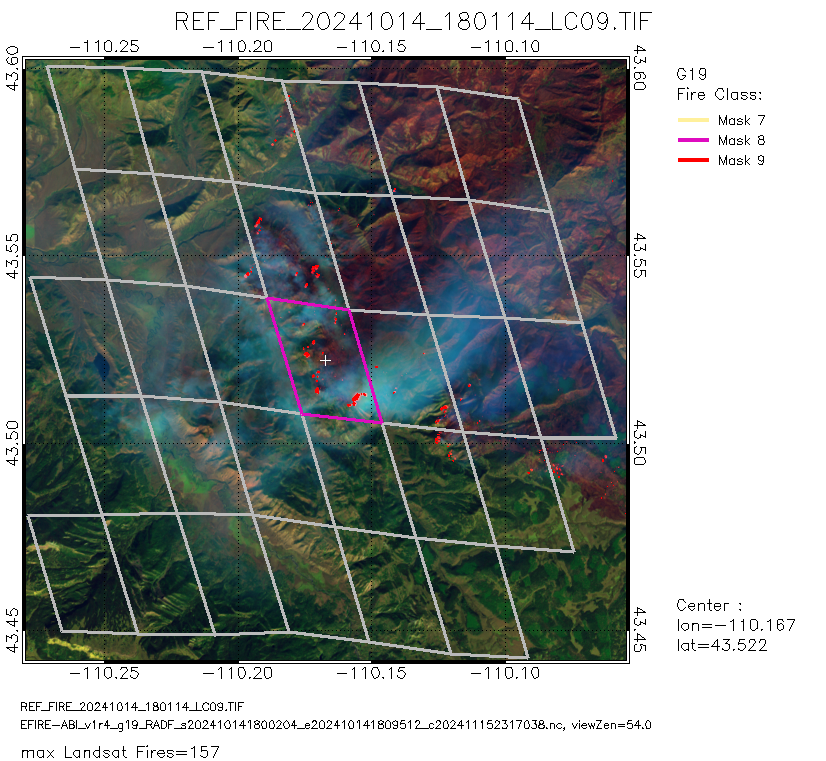 REF_FIRE_20241014_180114_LC09.TIF
-110.25 -110.20 -110.15 -110.10
43.60 43.60
43.55 43.55
43.50 43.50
43.45 43.45
-110.25 -110.20 -110.15 -110.10
G19
Fire Class:
Mask 7
Mask 8
Mask 9
Center :
lon=-110.167
lat=43.522
REF_FIRE_20241014_180114_LC09.TIF
EFIRE-ABI_v1r4_g19_RADF_s202410141800204_e202410141809512_c202411152317038.nc, viewZen=54.0
max Landsat Fires=157